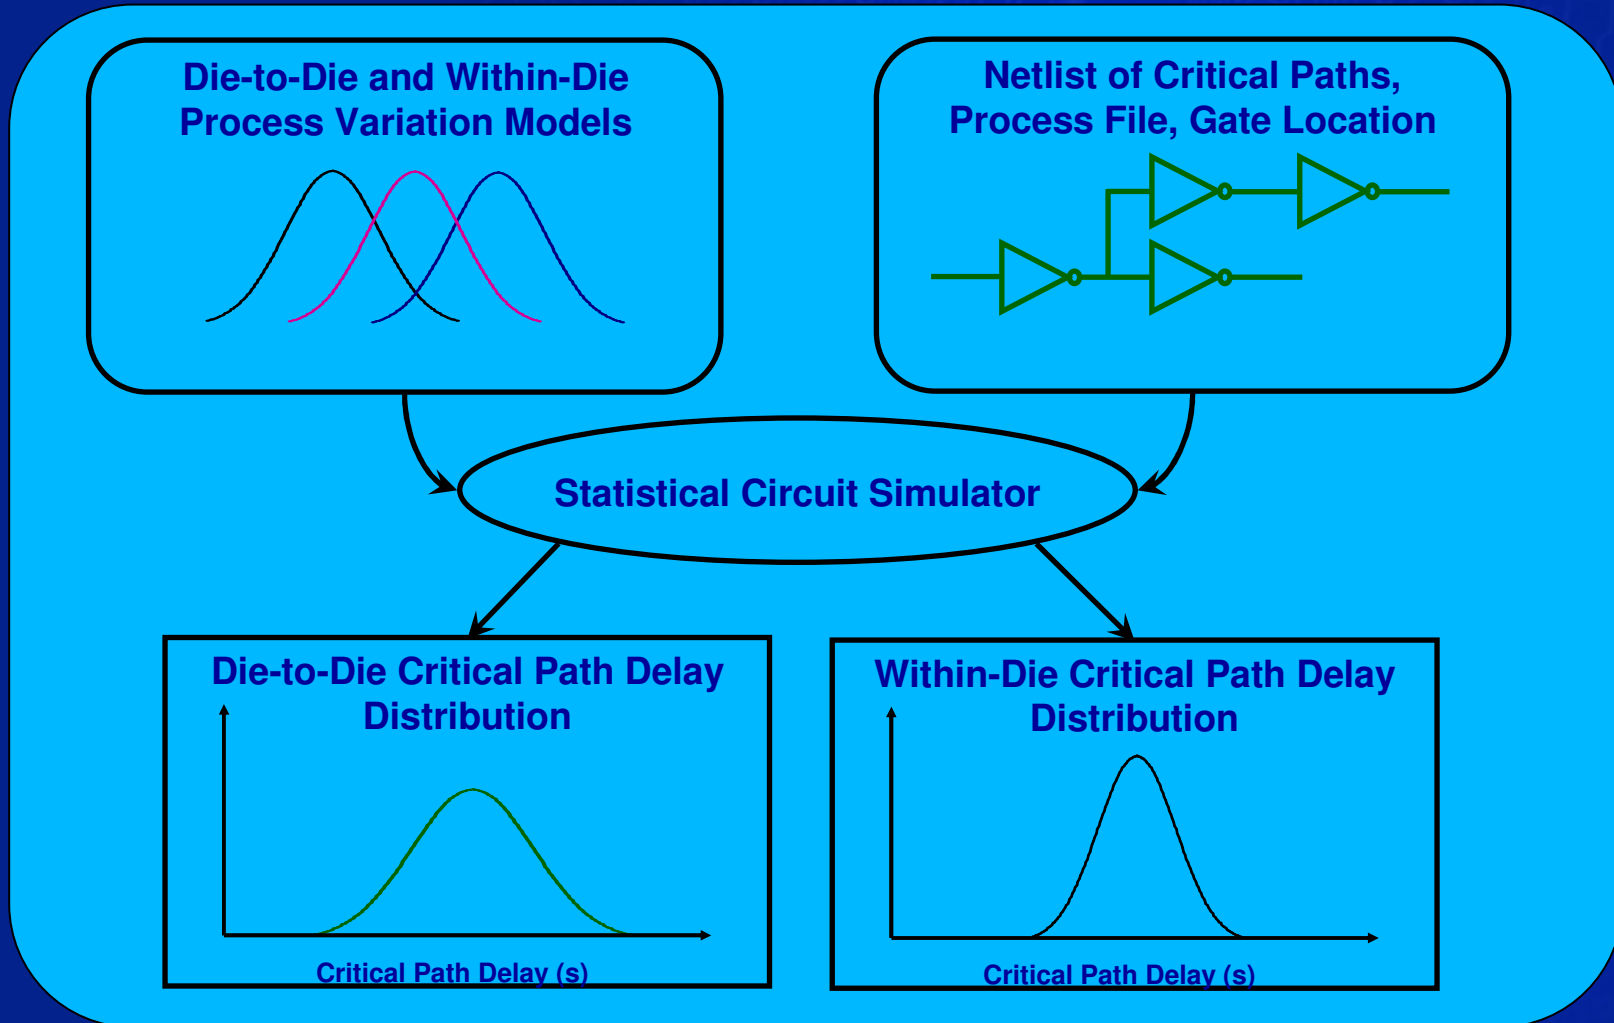 Die-to-Die and Within-Die
Process Variation Models
Netlist of Critical Paths,
Process File, Gate Location
Statistical Circuit Simulator
Die-to-Die Critical Path Delay
Distribution
Critical Path Delay (s)
Within-Die Critical Path Delay
Distribution
Critical Path Delay (s)